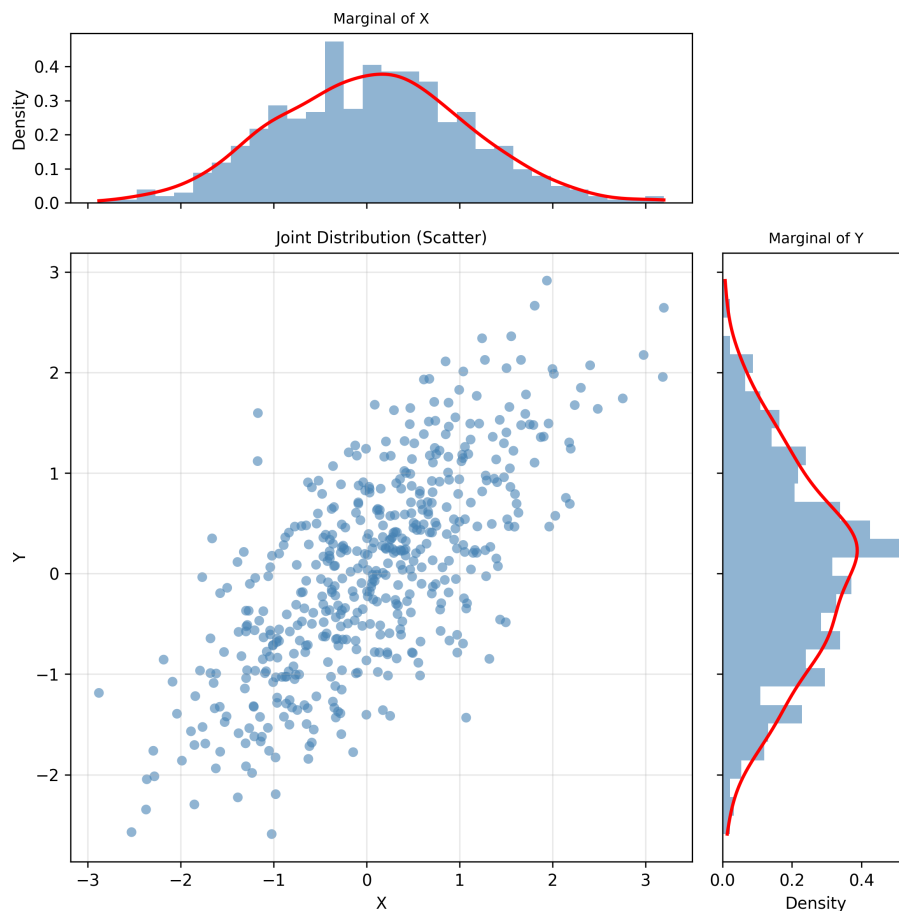 Marginal of X
Density
0.4
0.3
0.2
0.1
0.0
Joint Distribution (Scatter)
Marginal of Y
Y
3
2
1
0
−1
−2
−3 −2 −1 0 1 2 3
X
0.0 0.2 0.4
Density